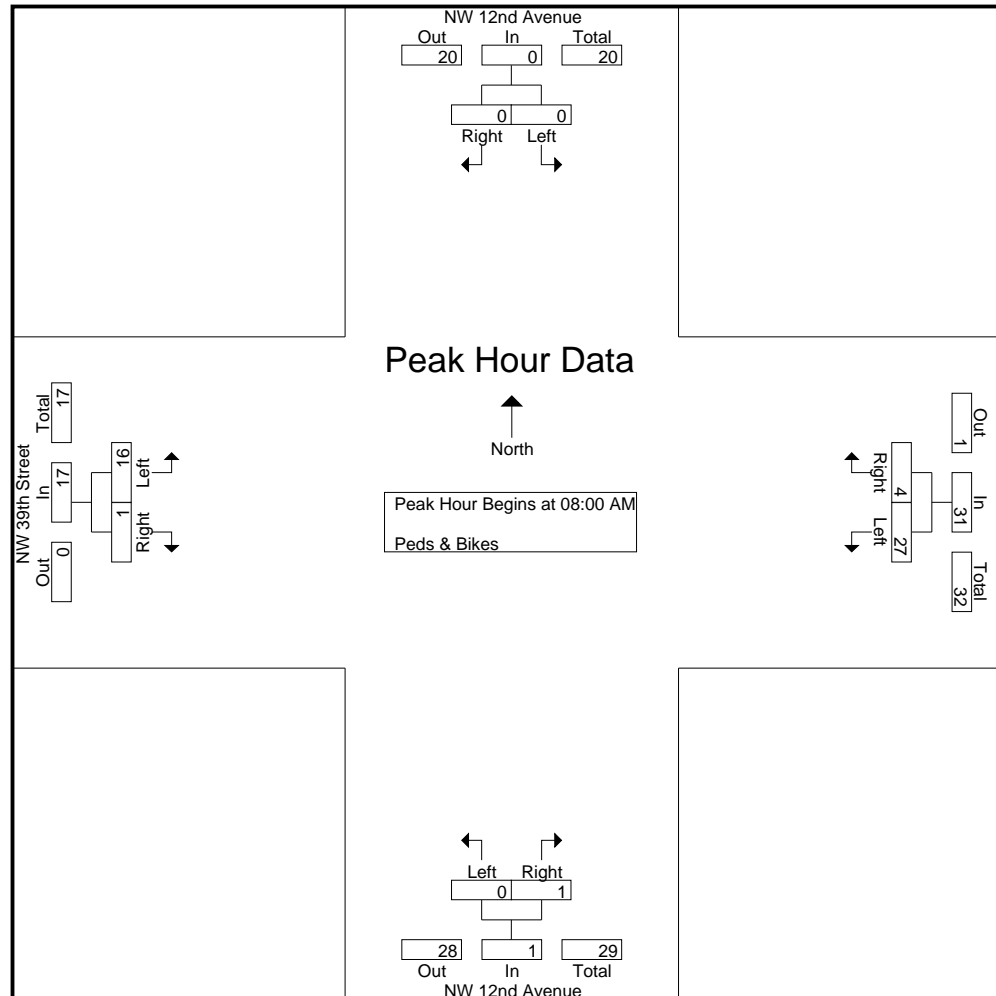 NW 12nd Avenue
Out In Total
20 0 20
0 0
Right Left
Peak Hour Data
North
Peak Hour Begins at 08:00 AM
Peds & Bikes
NW 39th Street
Total In Out
17 17 0
16 1
Left Right
Right Left
4 27
Out In Total
1 31 32
Left Right
0 1
28 1 29
Out In Total
NW 12nd Avenue